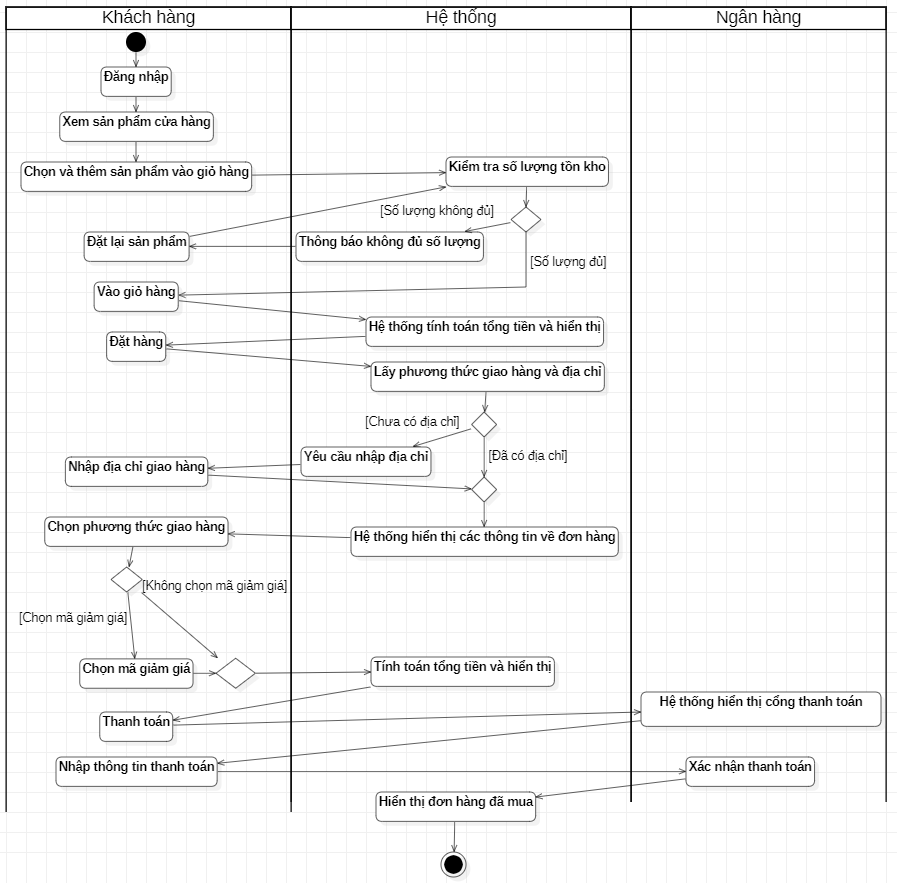 Khách hàng
Hệ thống
Ngân hàng
Đăng nhập
Xem sản phẩm cửa hàng
Chọn và thêm sản phẩm vào giỏ hàng
Kiểm tra số lượng tồn kho
[Số lượng không đủ]
Đặt lại sản phẩm
Thông báo không đủ số lượng
[Số lượng đủ]
Vào giỏ hàng
Hệ thống tính toán tổng tiền và hiển thị
Đặt hàng
Lấy phương thức giao hàng và địa chỉ
[Chưa có địa chỉ]
Yêu cầu nhập địa chỉ
[Đã có địa chỉ]
Nhập địa chỉ giao hàng
Chọn phương thức giao hàng
Hệ thống hiển thị các thông tin về đơn hàng
[Không chọn mã giảm giá]
[Chọn mã giảm giá]
Chọn mã giảm giá
Tính toán tổng tiền và hiển thị
Hệ thống hiển thị cổng thanh toán
Thanh toán
Nhập thông tin thanh toán
Xác nhận thanh toán
Hiển thị đơn hàng đã mua